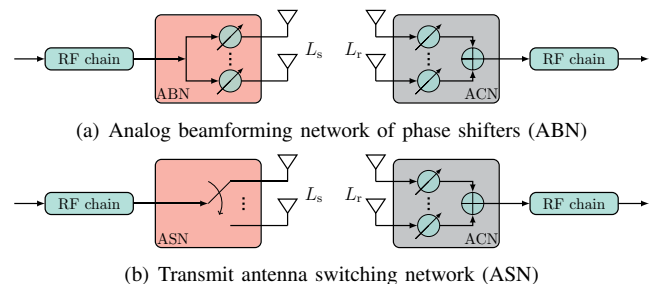 RF chain
ABN
L_s
L_r
ACN
RF chain
(a) Analog beamforming network of phase shifters (ABN)
RF chain
ASN
L_s
L_r
ACN
RF chain
(b) Transmit antenna switching network (ASN)